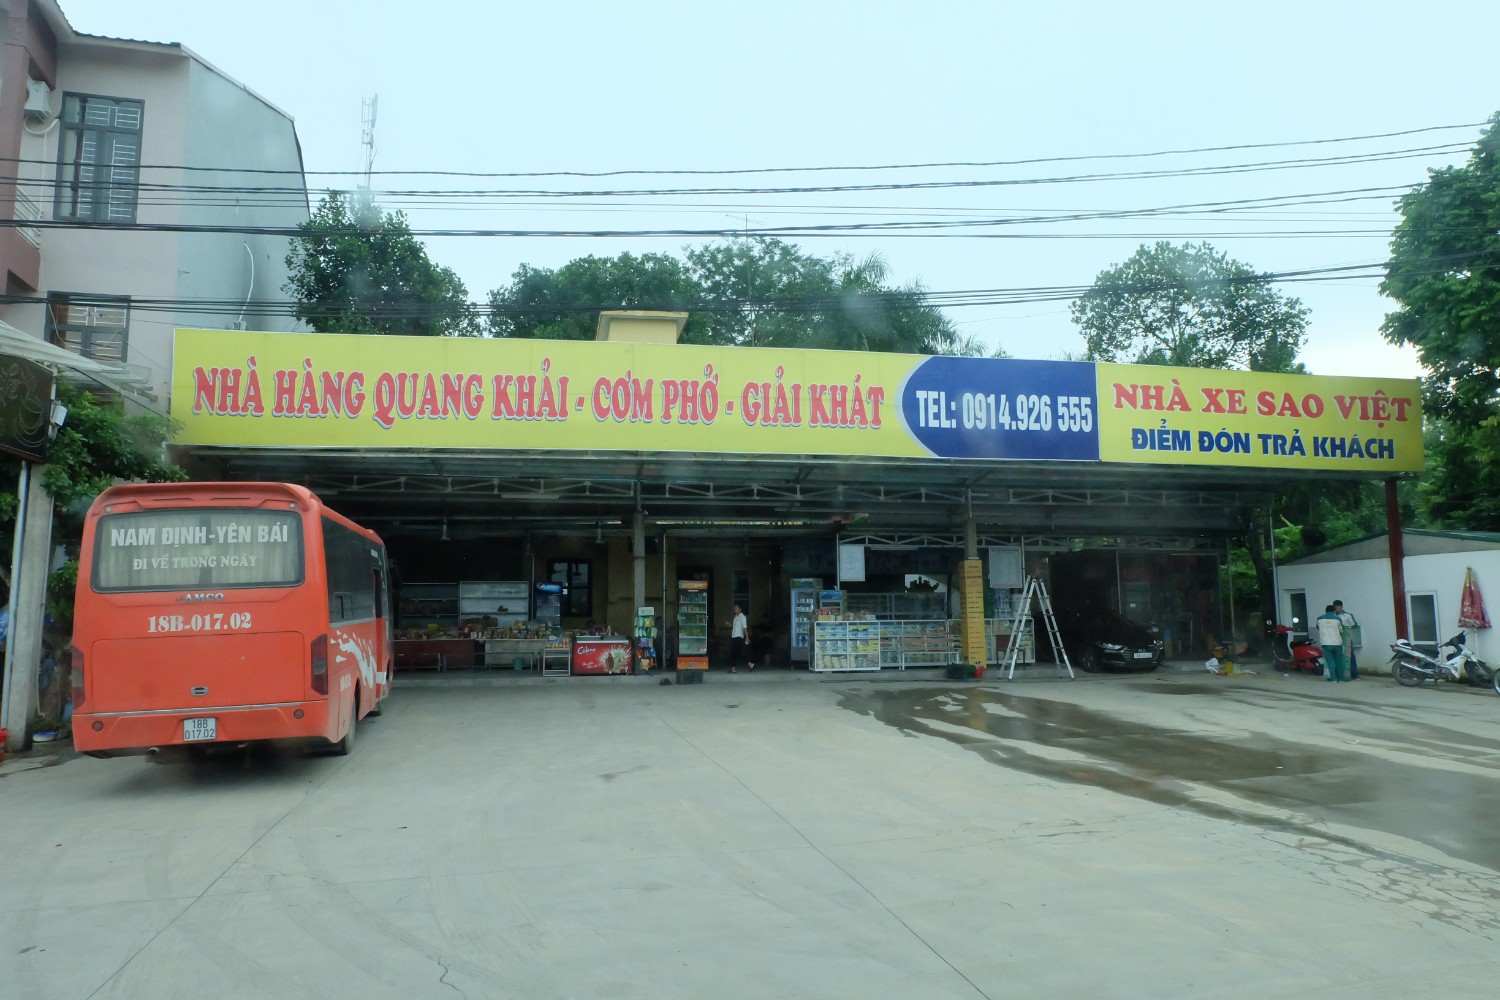 NHÀ HÀNG QUANG KHẢI - CƠM PHỞ - GIẢI KHÁT
TEL: 0914.926 555
NHÀ XE SAO VIỆT
ĐIỂM ĐÓN TRẢ KHÁCH
NAM ĐỊNH-YÊN BÁI
ĐI VỀ TRONG NGÀY
SAMCO
18B-017.02
18B
017.02